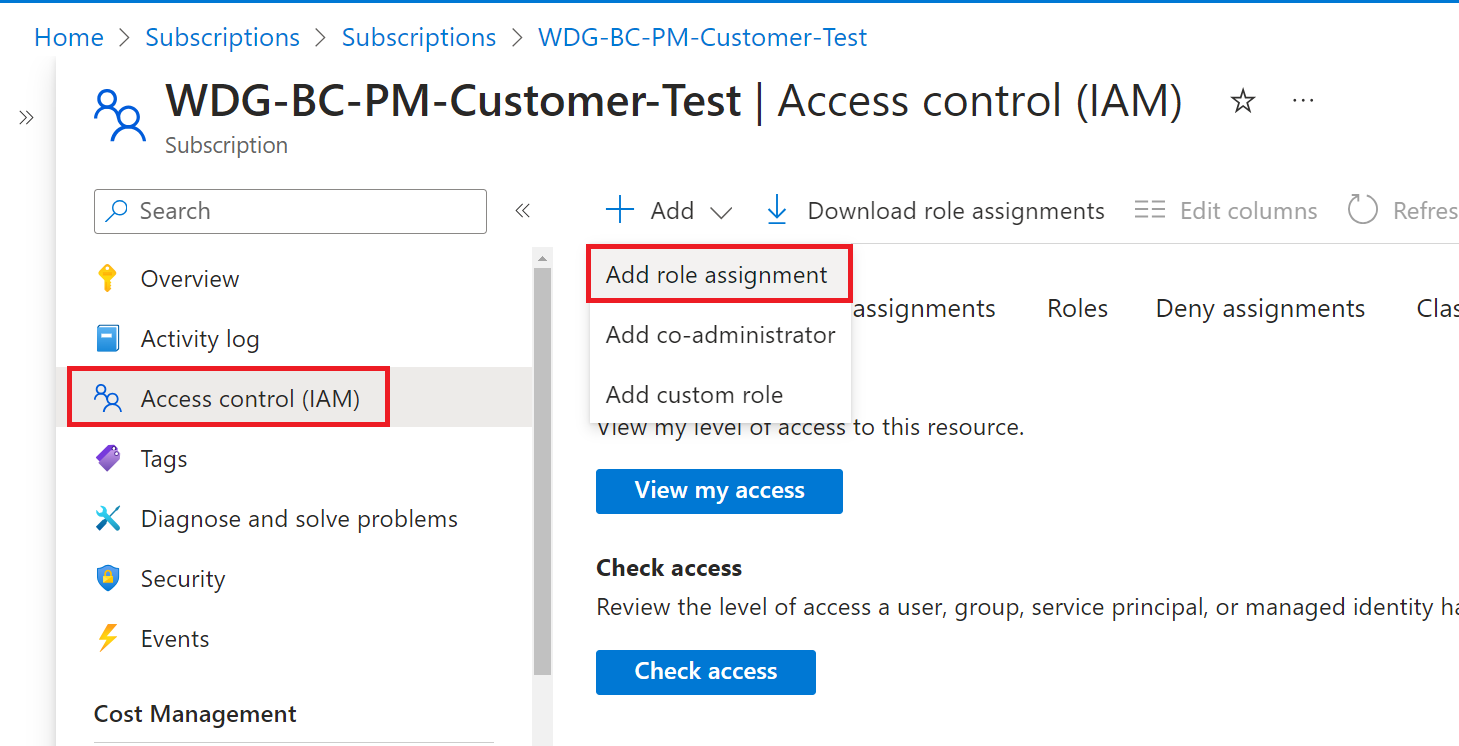 Home > Subscriptions > Subscriptions > WDG-BC-PM-Customer-Test
WDG-BC-PM-Customer-Test | Access control (IAM)
Subscription
Search
Add
Download role assignments
Edit columns
Refres
Overview
Activity log
Access control (IAM)
Tags
Diagnose and solve problems
Security
Events
Cost Management
Add role assignment
Add co-administrator
Add custom role
assignments
Roles
Deny assignments
Clas
View my level of access to this resource.
View my access
Check access
Review the level of access a user, group, service principal, or managed identity ha
Check access